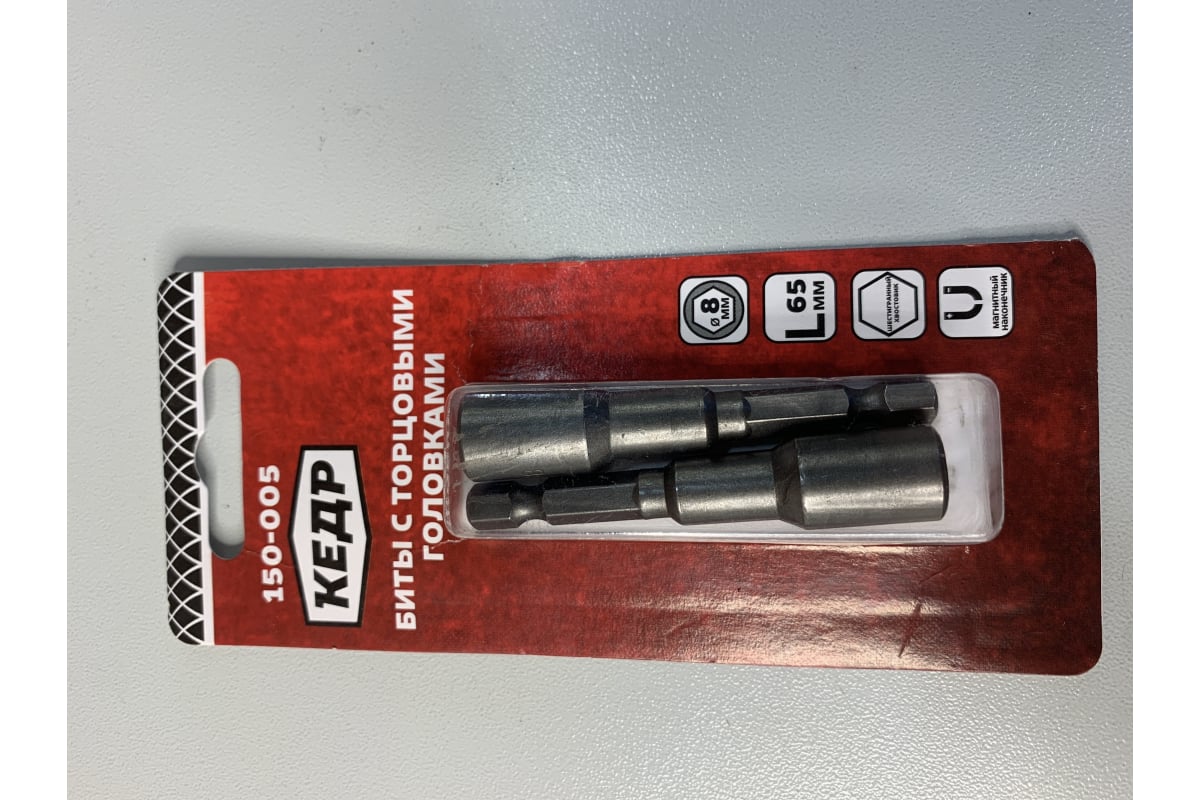 150-005
КЕДР
БИТЫ С ТОРЦОВЫМИ
ГОЛОВКАМИ
⌀ 8
ММ
L 65
ММ
ШЕСТИГРАННЫЙ
ХВОСТОВИК
магнитный
наконечник